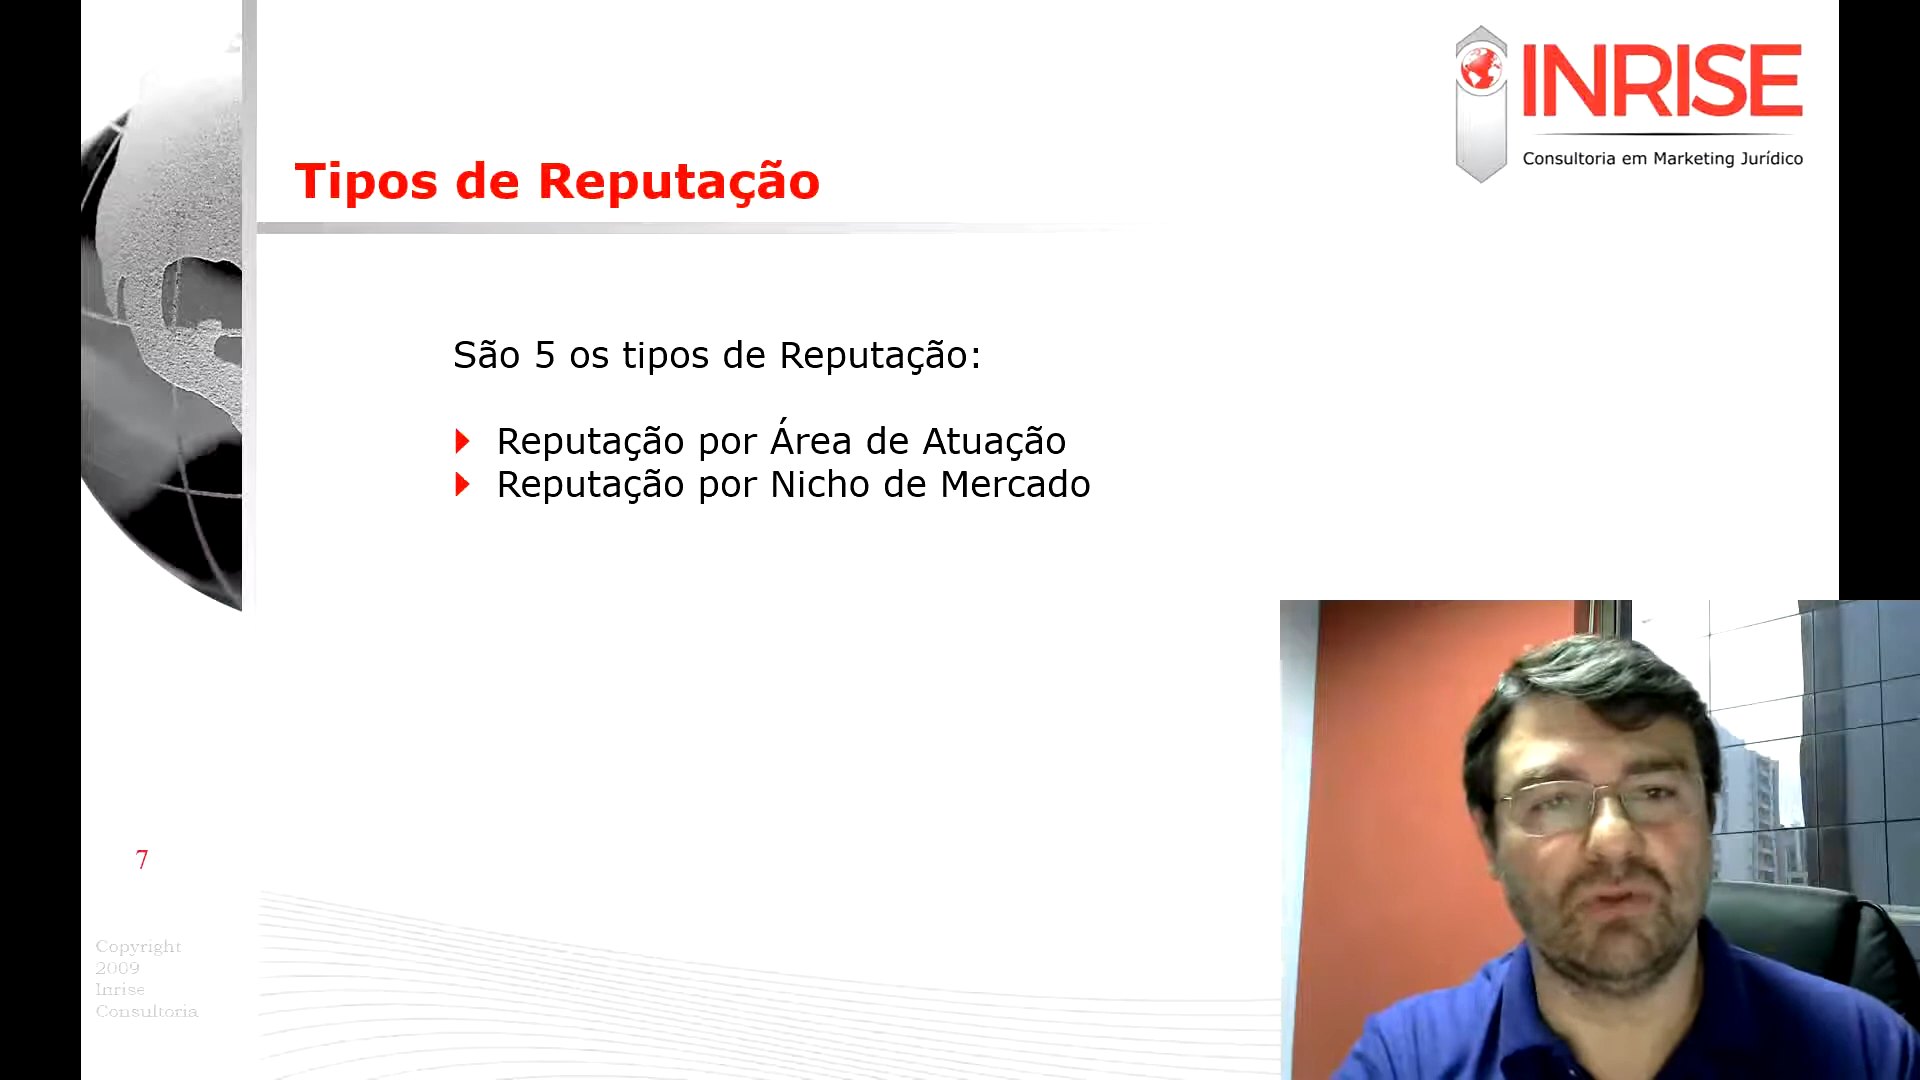 INRISE
Consultoria em Marketing Jurídico
Tipos de Reputação
São 5 os tipos de Reputação:
Reputação por Área de Atuação
Reputação por Nicho de Mercado
7
Copyright
2009
Inrise
Consultoria